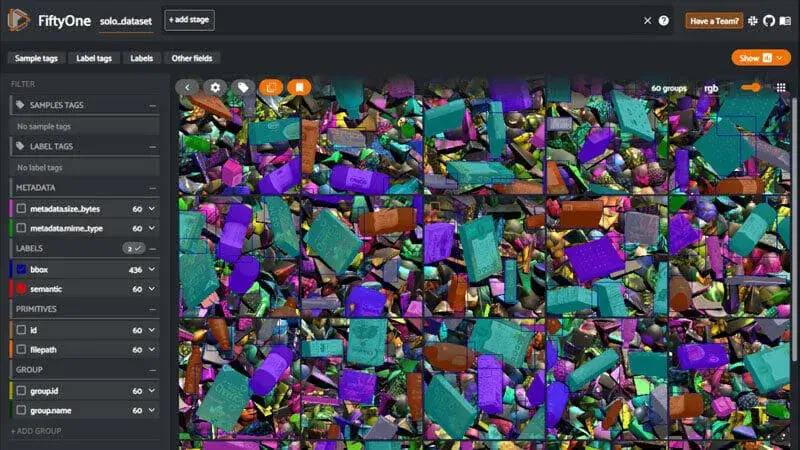 FiftyOne
solo_dataset
+ add stage
Have a Team?
Sample tags
Label tags
Labels
Other fields
Show
FILTER
60 groups
rgb
SAMPLES TAGS
No sample tags
LABEL TAGS
No label tags
METADATA
metadata.size_bytes 60
metadata.mime_type 60
LABELS 2
bbox 436
semantic 60
PRIMITIVES
id 60
filepath 60
GROUP
group.id 60
group.name 60
+ ADD GROUP